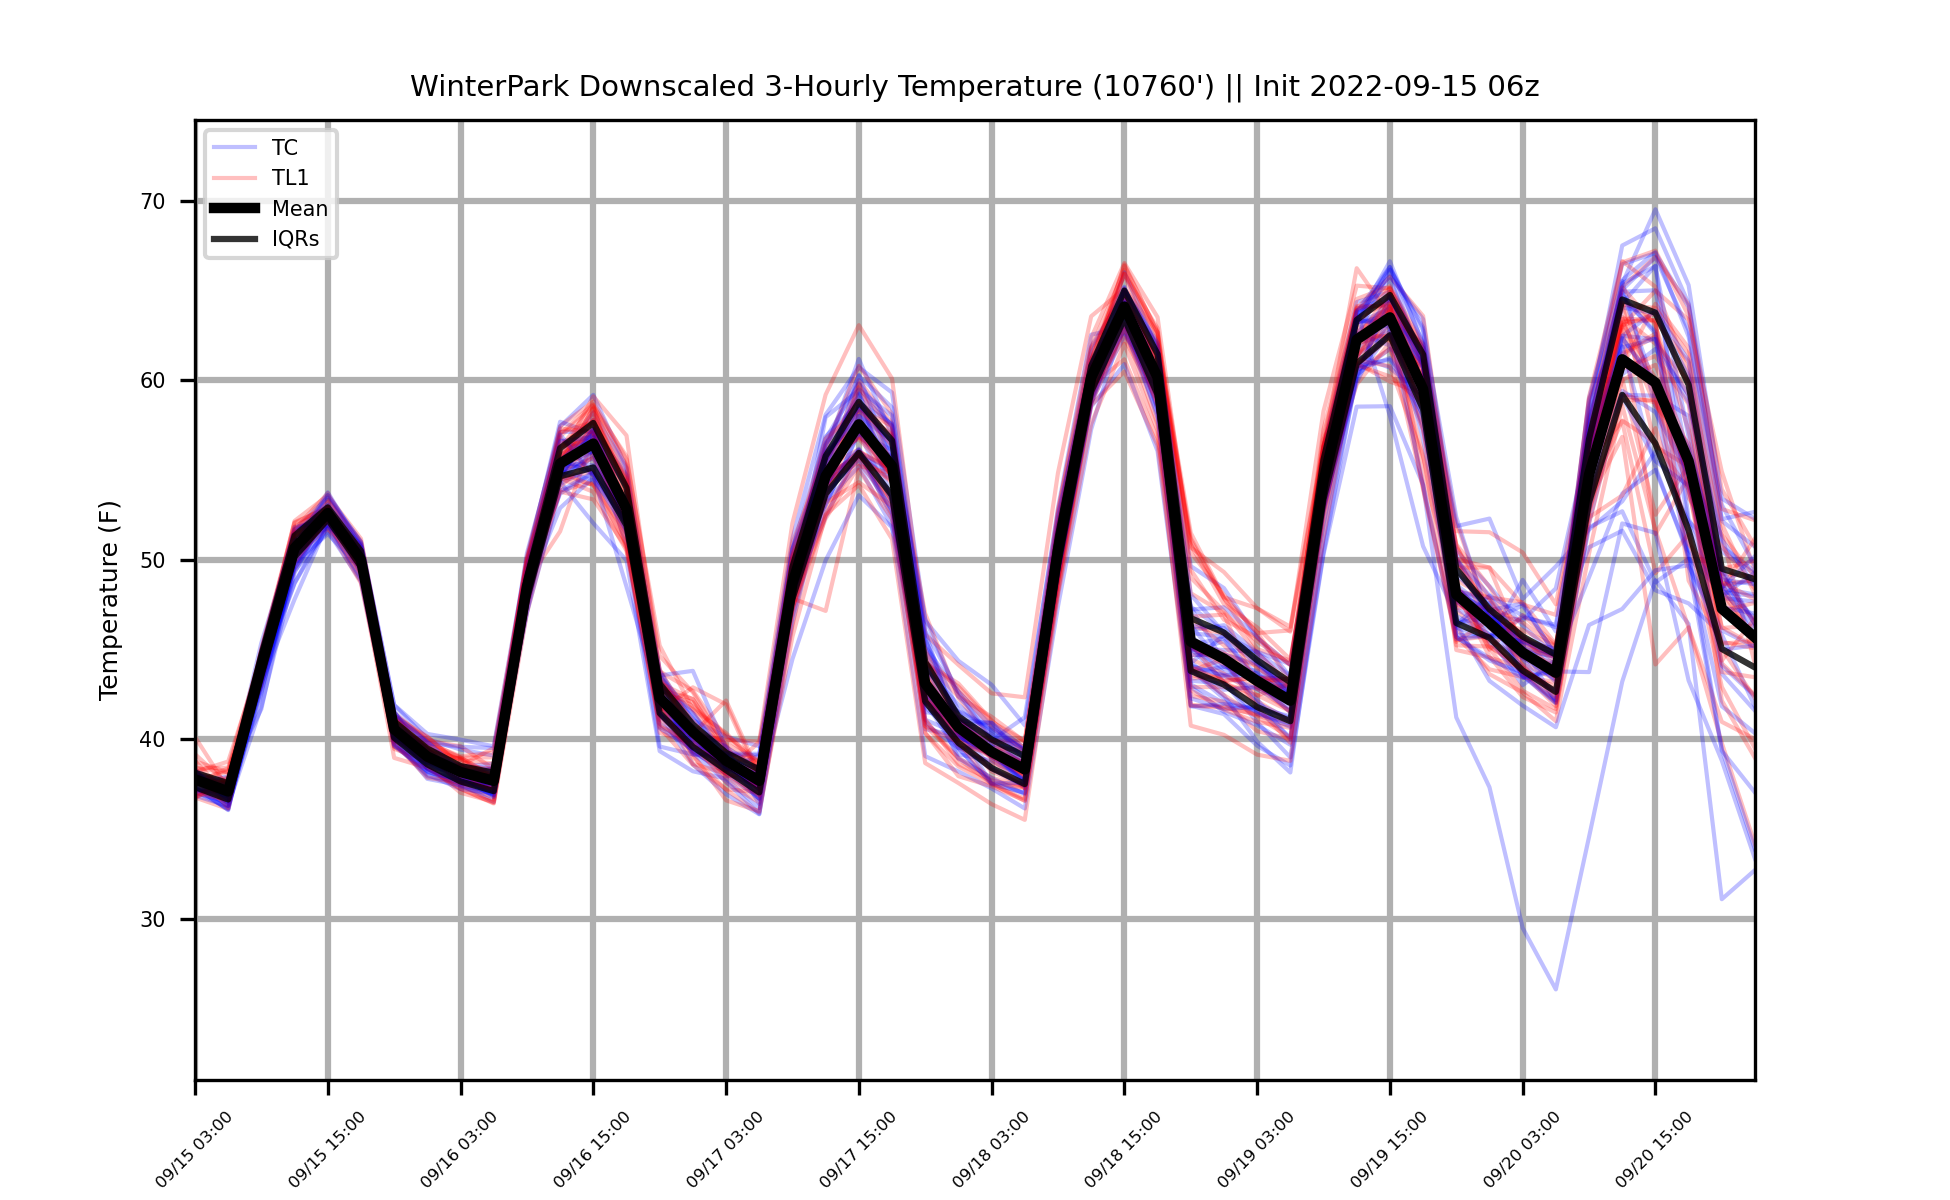 WinterPark Downscaled 3-Hourly Temperature (10760') || Init 2022-09-15 06z
TC
TL1
Mean
IQRs
Temperature (F)
70
60
50
40
30
09/15 03:00
09/15 15:00
09/16 03:00
09/16 15:00
09/17 03:00
09/17 15:00
09/18 03:00
09/18 15:00
09/19 03:00
09/19 15:00
09/20 03:00
09/20 15:00